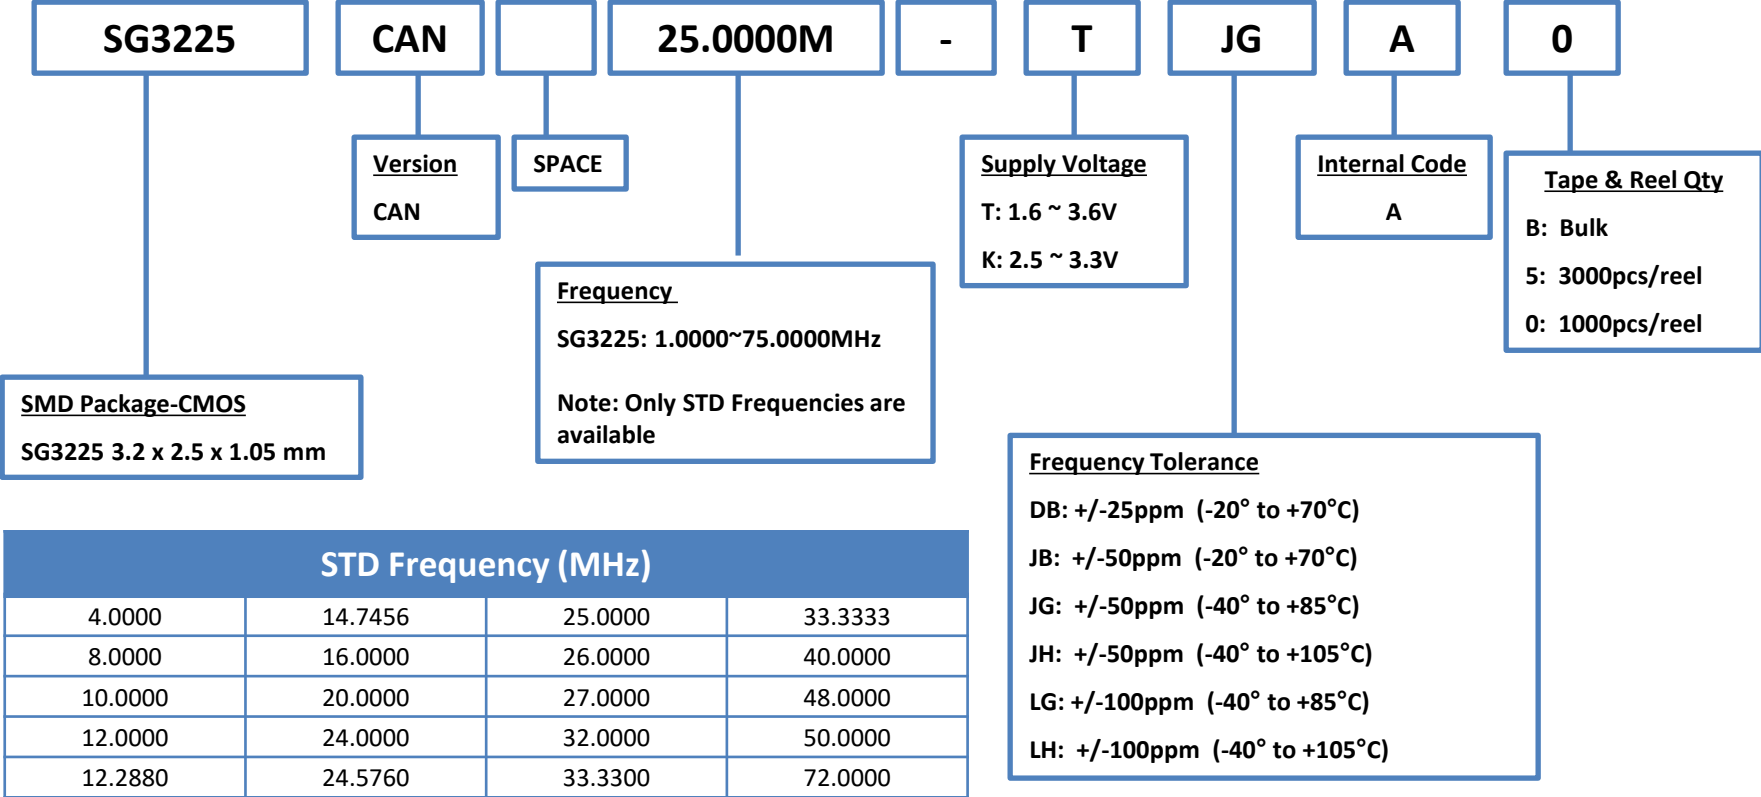 SG3225 CAN 25.0000M - T JG A 0
Version
CAN
SPACE
Supply Voltage
T: 1.6 ~ 3.6V
K: 2.5 ~ 3.3V
Internal Code
A
Tape & Reel Qty
B: Bulk
5: 3000pcs/reel
0: 1000pcs/reel
Frequency
SG3225: 1.0000~75.0000MHz
Note: Only STD Frequencies are
available
SMD Package-CMOS
SG3225 3.2 x 2.5 x 1.05 mm
Frequency Tolerance
DB: +/-25ppm (-20° to +70°C)
JB: +/-50ppm (-20° to +70°C)
JG: +/-50ppm (-40° to +85°C)
JH: +/-50ppm (-40° to +105°C)
LG: +/-100ppm (-40° to +85°C)
LH: +/-100ppm (-40° to +105°C)
STD Frequency (MHz)
4.0000 14.7456 25.0000 33.3333
8.0000 16.0000 26.0000 40.0000
10.0000 20.0000 27.0000 48.0000
12.0000 24.0000 32.0000 50.0000
12.2880 24.5760 33.3300 72.0000